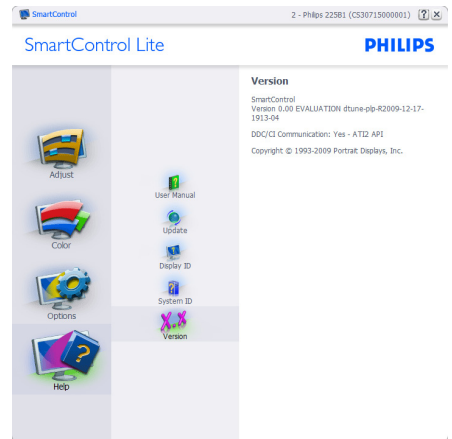 SmartControl
2 - Philips 225B1 (CS30715000001)
?
X
SmartControl Lite
PHILIPS
Version
SmartControl
Version 0.00 EVALUATION dtune-plp-R2009-12-17-
1913-04
DDC/CI Communication: Yes - ATI2 API
Copyright © 1993-2009 Portrait Displays, Inc.
Adjust
Color
Options
?
Help
?
User Manual
Update
Display ID
?
System ID
X.X
Version